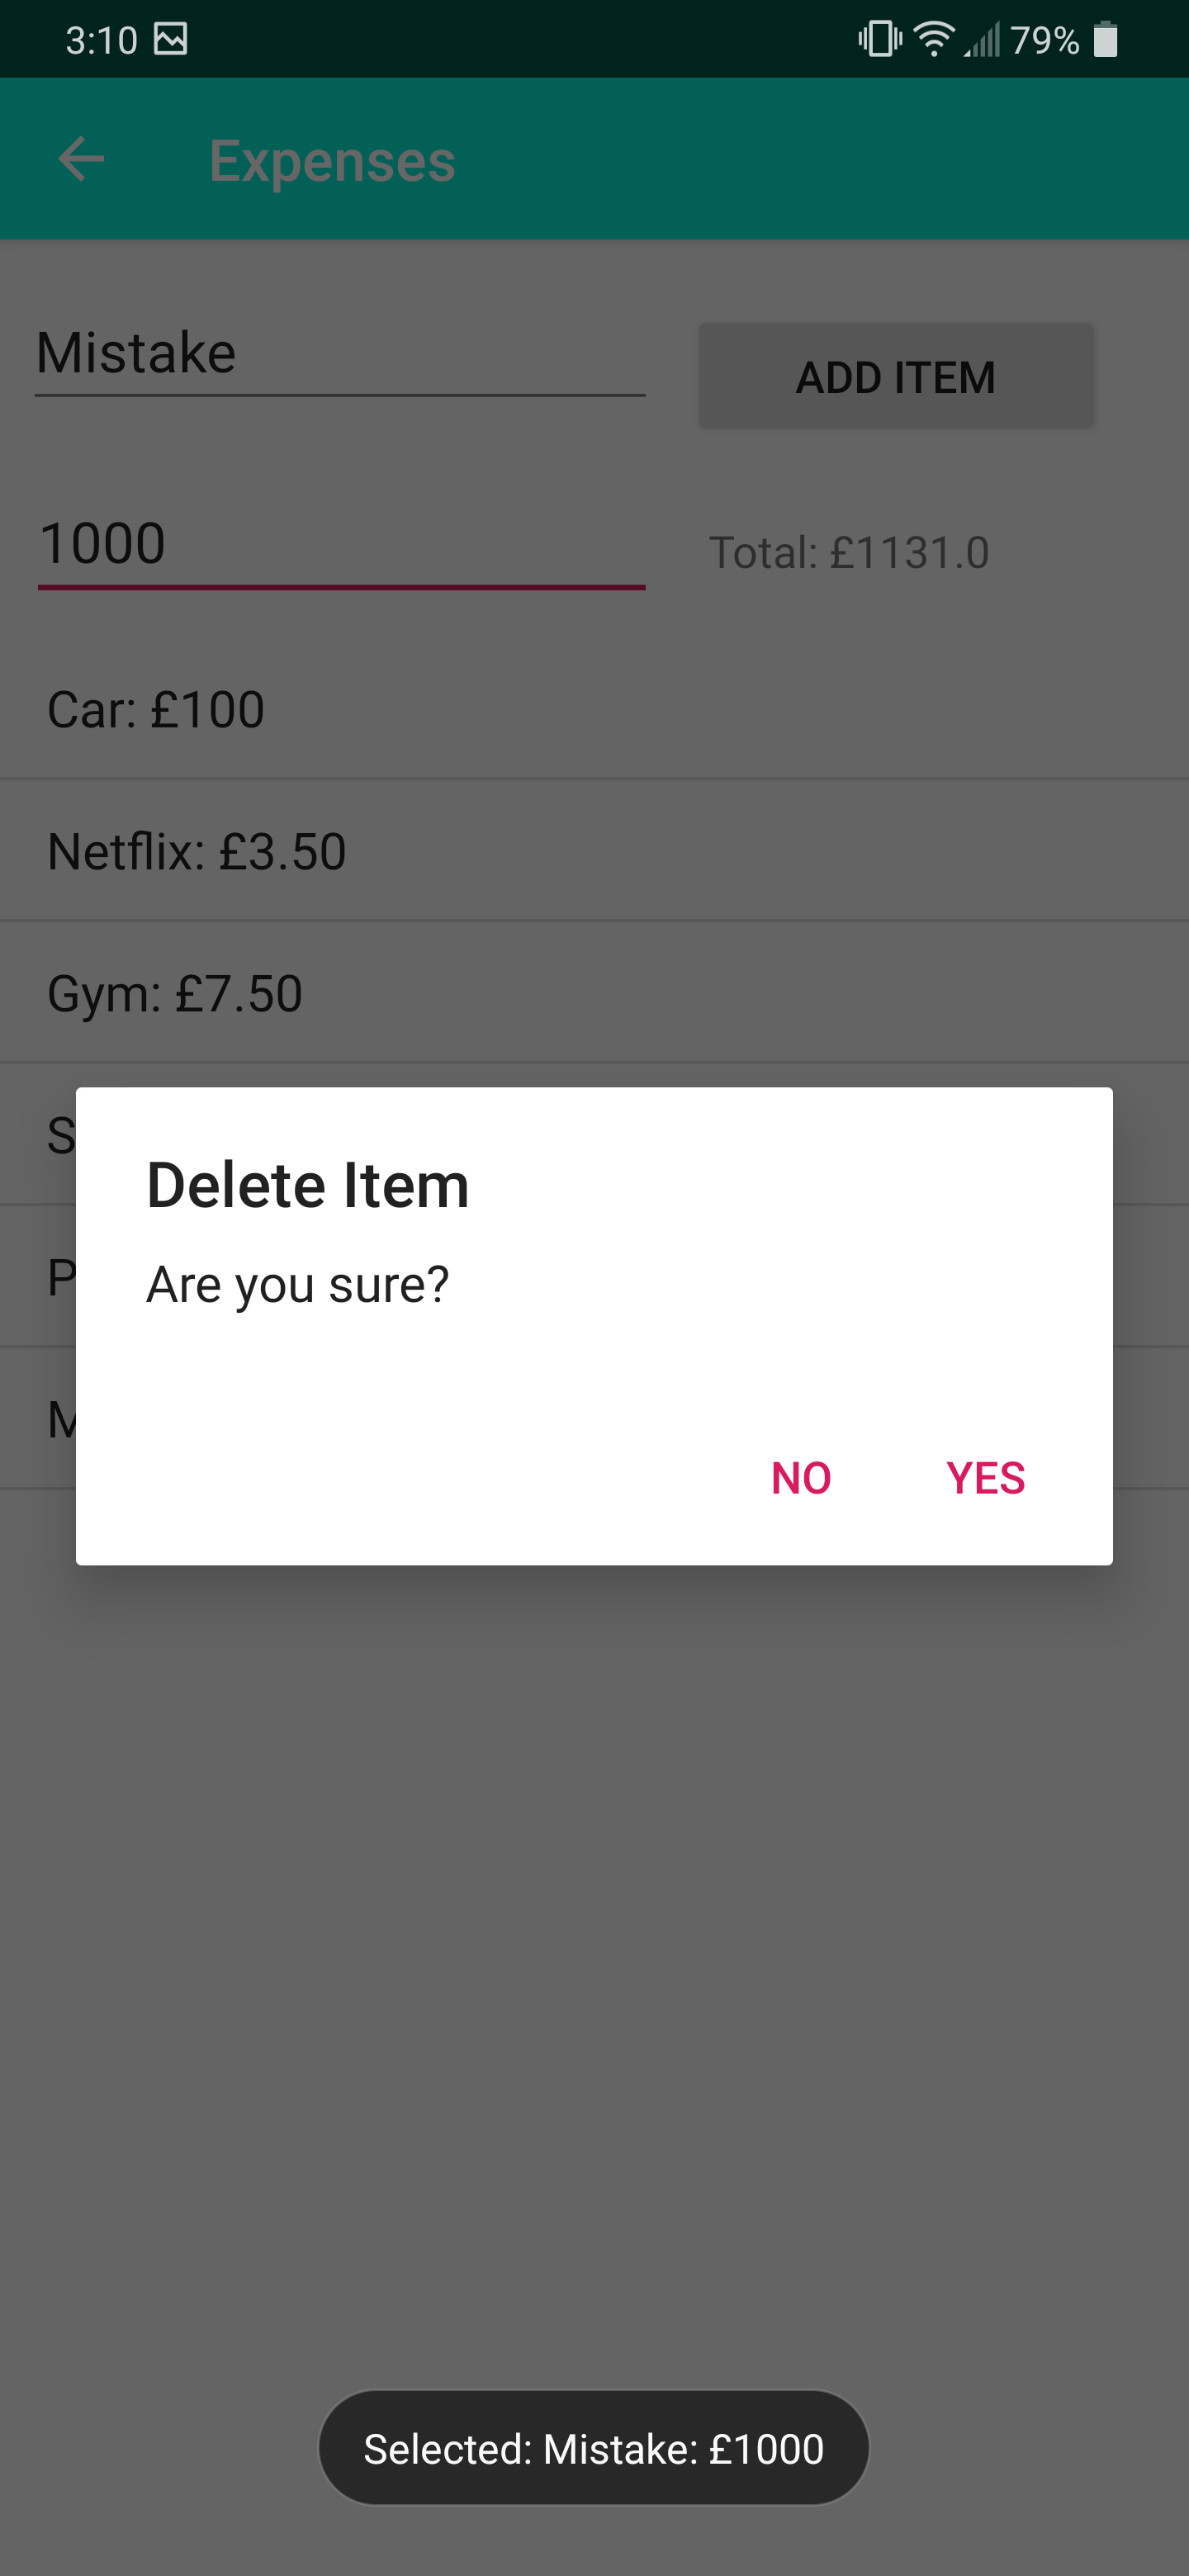 3:10 79%
Expenses
Mistake
ADD ITEM
1000
Total: £1131.0
Car: £100
Netflix: £3.50
Gym: £7.50
S
P
M
Delete Item
Are you sure?
NO YES
Selected: Mistake: £1000